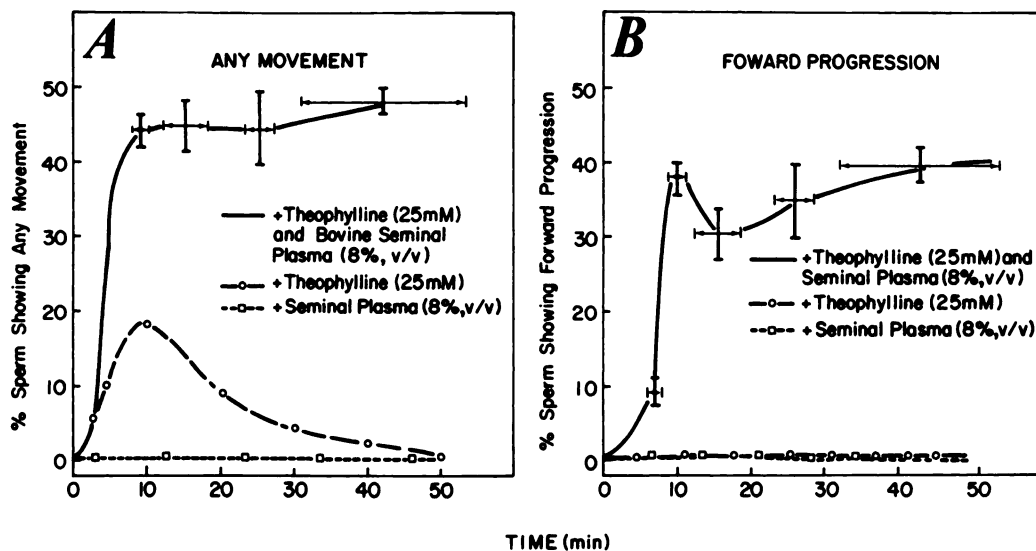 A
ANY MOVEMENT
% Sperm Showing Any Movement
50
40
30
20
10
0
+Theophylline (25mM)
and Bovine Seminal
Plasma (8%, v/v)
+Theophylline (25mM)
+Seminal Plasma (8%,v/v)
0 10 20 30 40 50
B
FOWARD PROGRESSION
% Sperm Showing Forward Progression
50
40
30
20
10
0
+Theophylline (25mM) and
Seminal Plasma (8%,v/v)
+Theophylline (25mM)
+Seminal Plasma (8%, v/v)
0 10 20 30 40 50
TIME (min)